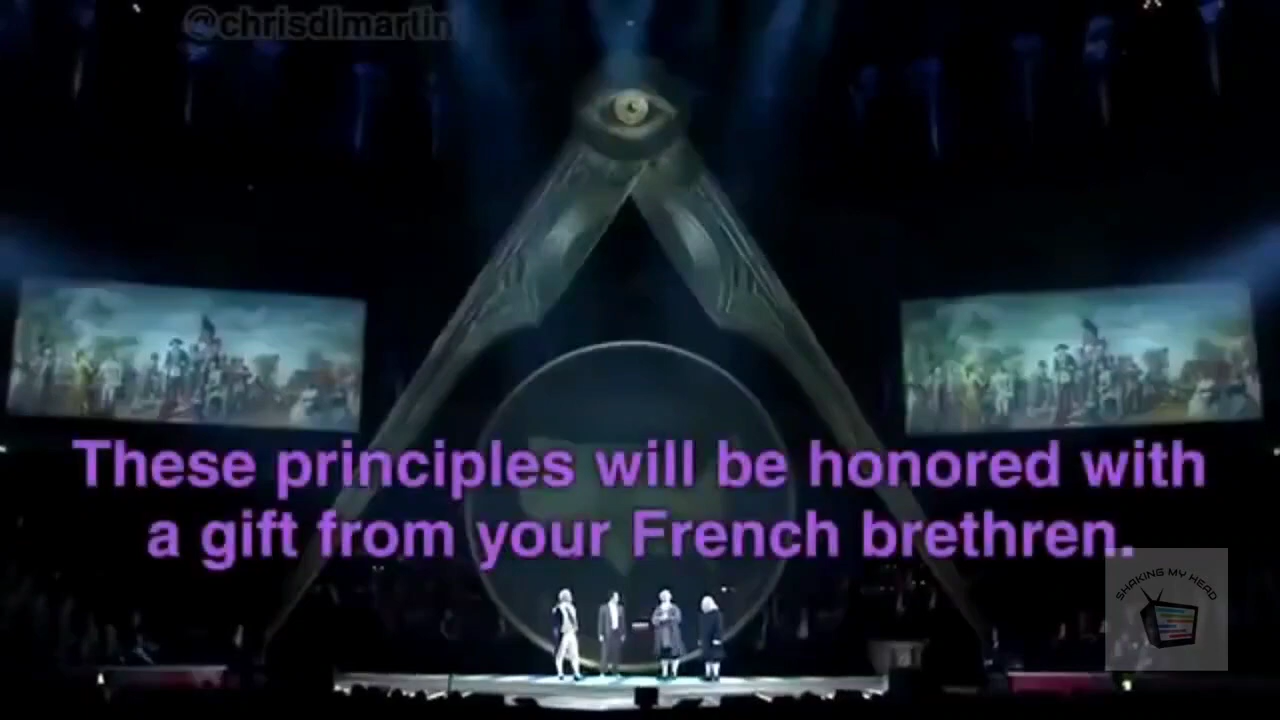 @chrisdlmartin
These principles will be honored with
a gift from your French brethren.
SHAKING MY HEAD